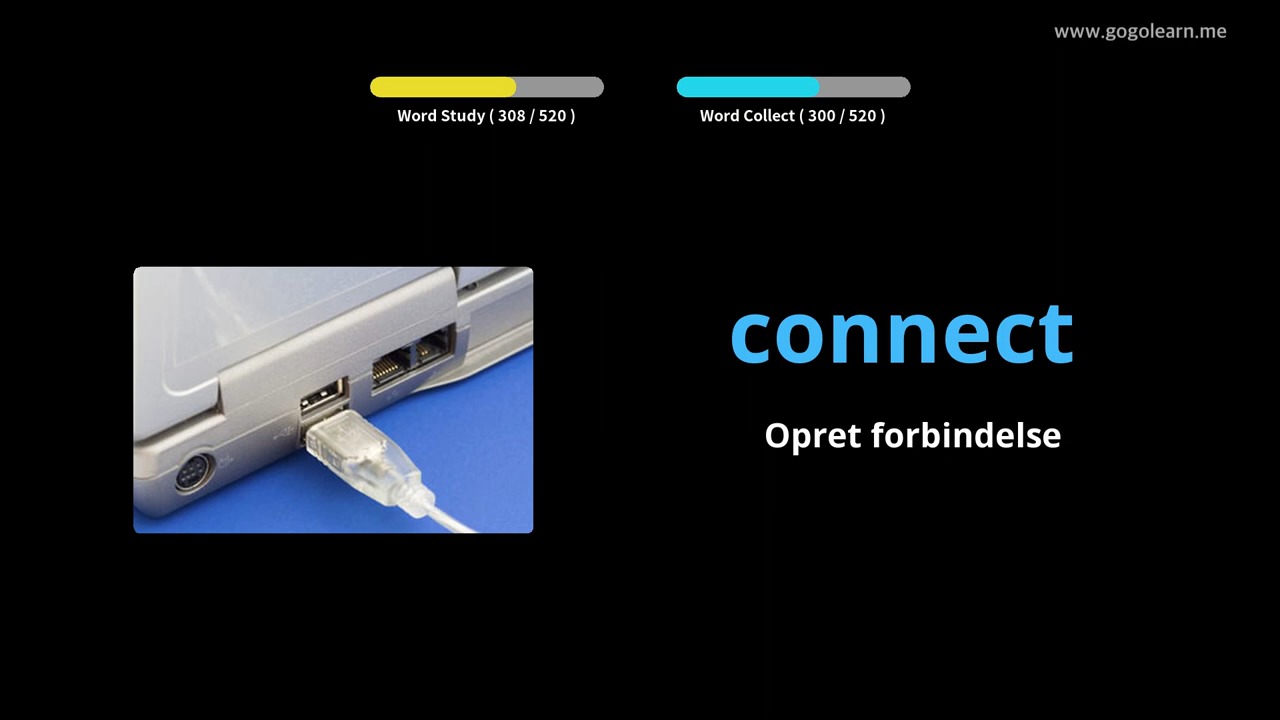 www.gogolearn.me
Word Study ( 308 / 520 )
Word Collect ( 300 / 520 )
connect
Opret forbindelse